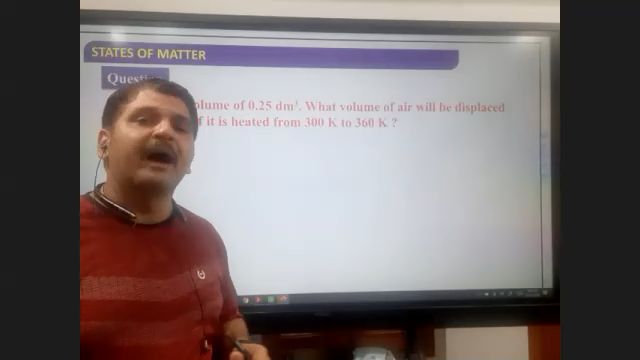 STATES OF MATTER
Question
olume of 0.25 dm³. What volume of air will be displaced
f it is heated from 300 K to 360 K ?